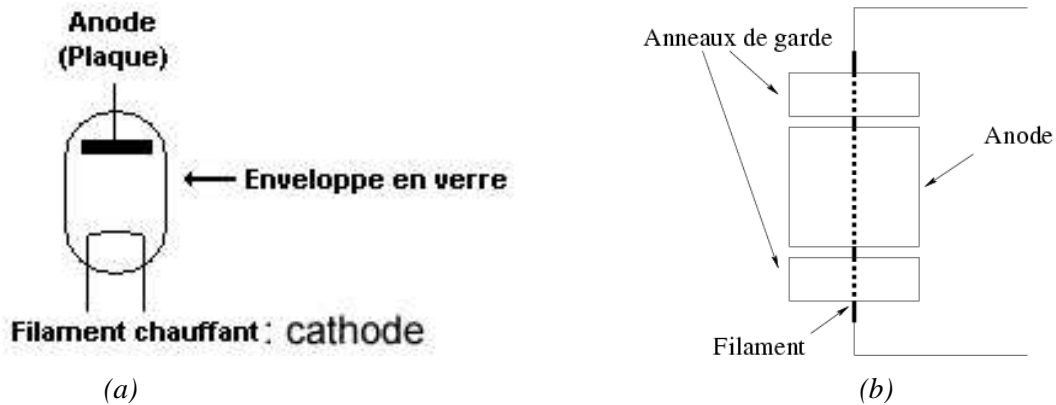 Anode
(Plaque)
Enveloppe en verre
Filament chauffant : cathode
(a)
Anneaux de garde
Anode
Filament
(b)